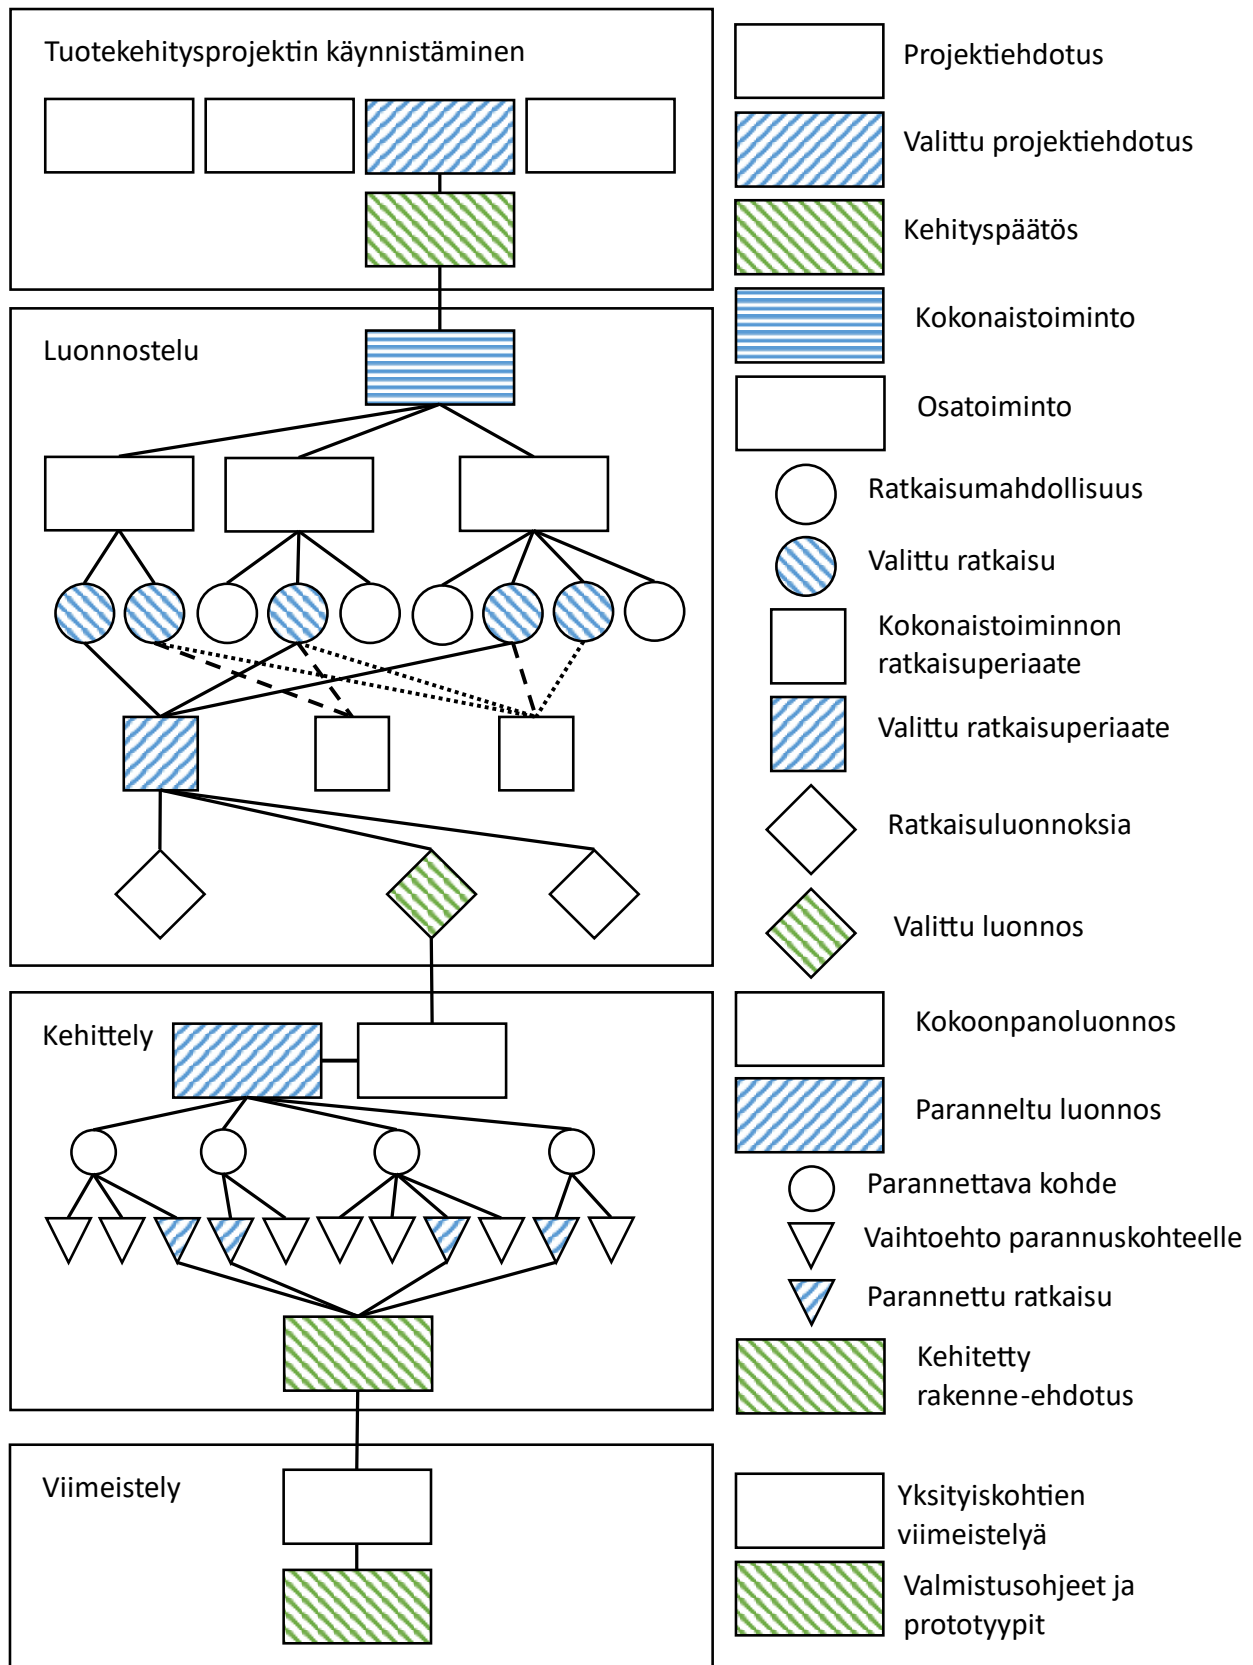 Tuotekehitysprojektin käynnistäminen
Projektiehdotus
Valittu projektiehdotus
Kehityspäätös
Luonnostelu
Kokonaistoiminto
Osatoiminto
Ratkaisumahdollisuus
Valittu ratkaisu
Kokonaistoiminnon
ratkaisuperiaate
Valittu ratkaisuperiaate
Ratkaisuluonnoksia
Valittu luonnos
Kehittely
Kokoonpanoluonnos
Paranneltu luonnos
Parannettava kohde
Vaihtoehto parannuskohteelle
Parannettu ratkaisu
Kehitetty
rakenne-ehdotus
Viimeistely
Yksityiskohtien
viimeistelyä
Valmistusohjeet ja
prototyypit